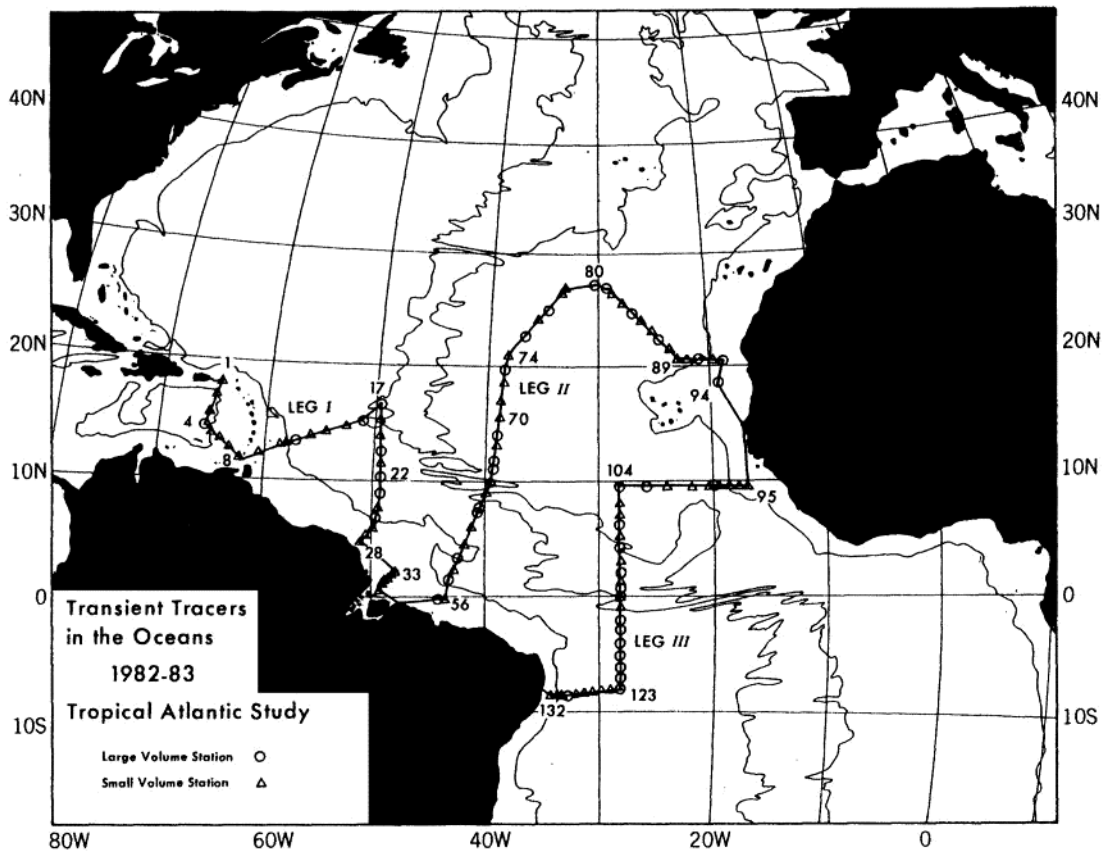 40N
40N
30N
30N
80
20N
20N
1
74
89
17
LEG II
LEG I
94
4
70
8
10N
22
104
10N
95
28
33
0
56
0
Transient Tracers
in the Oceans
1982-83
LEG III
Tropical Atlantic Study
132
123
10S
10S
Large Volume Station
Small Volume Station
80W
60W
40W
20W
0